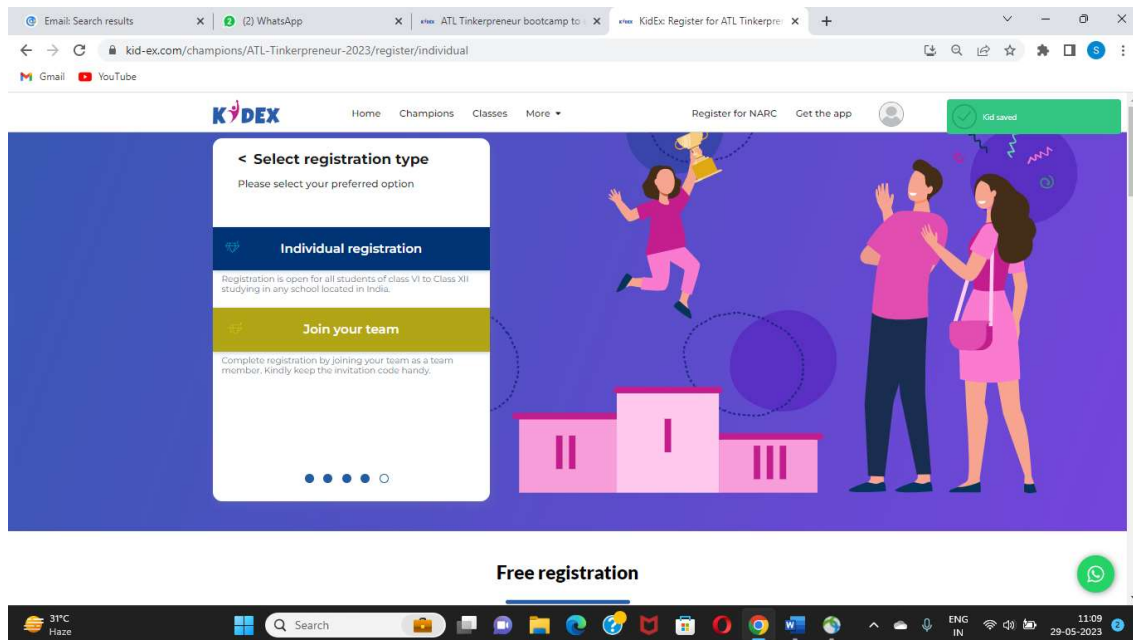 Email: Search results
(2) WhatsApp
KIDEX ATL Tinkerpreneur bootcamp to
KIDEX KidEx: Register for ATL Tinkerpre
kid-ex.com/champions/ATL-Tinkerpreneur-2023/register/individual
S
Gmail YouTube
KIDEX Home Champions Classes More Register for NARC Get the app
Kid saved
< Select registration type
Please select your preferred option
Individual registration
Registration is open for all students of class VI to Class XII
studying in any school located in India.
Join your team
Complete registration by joining your team as a team
member. Kindly keep the invitation code handy.
II I III
Free registration
31°C
Haze
Search
ENG
IN
11:09
29-05-2023
2